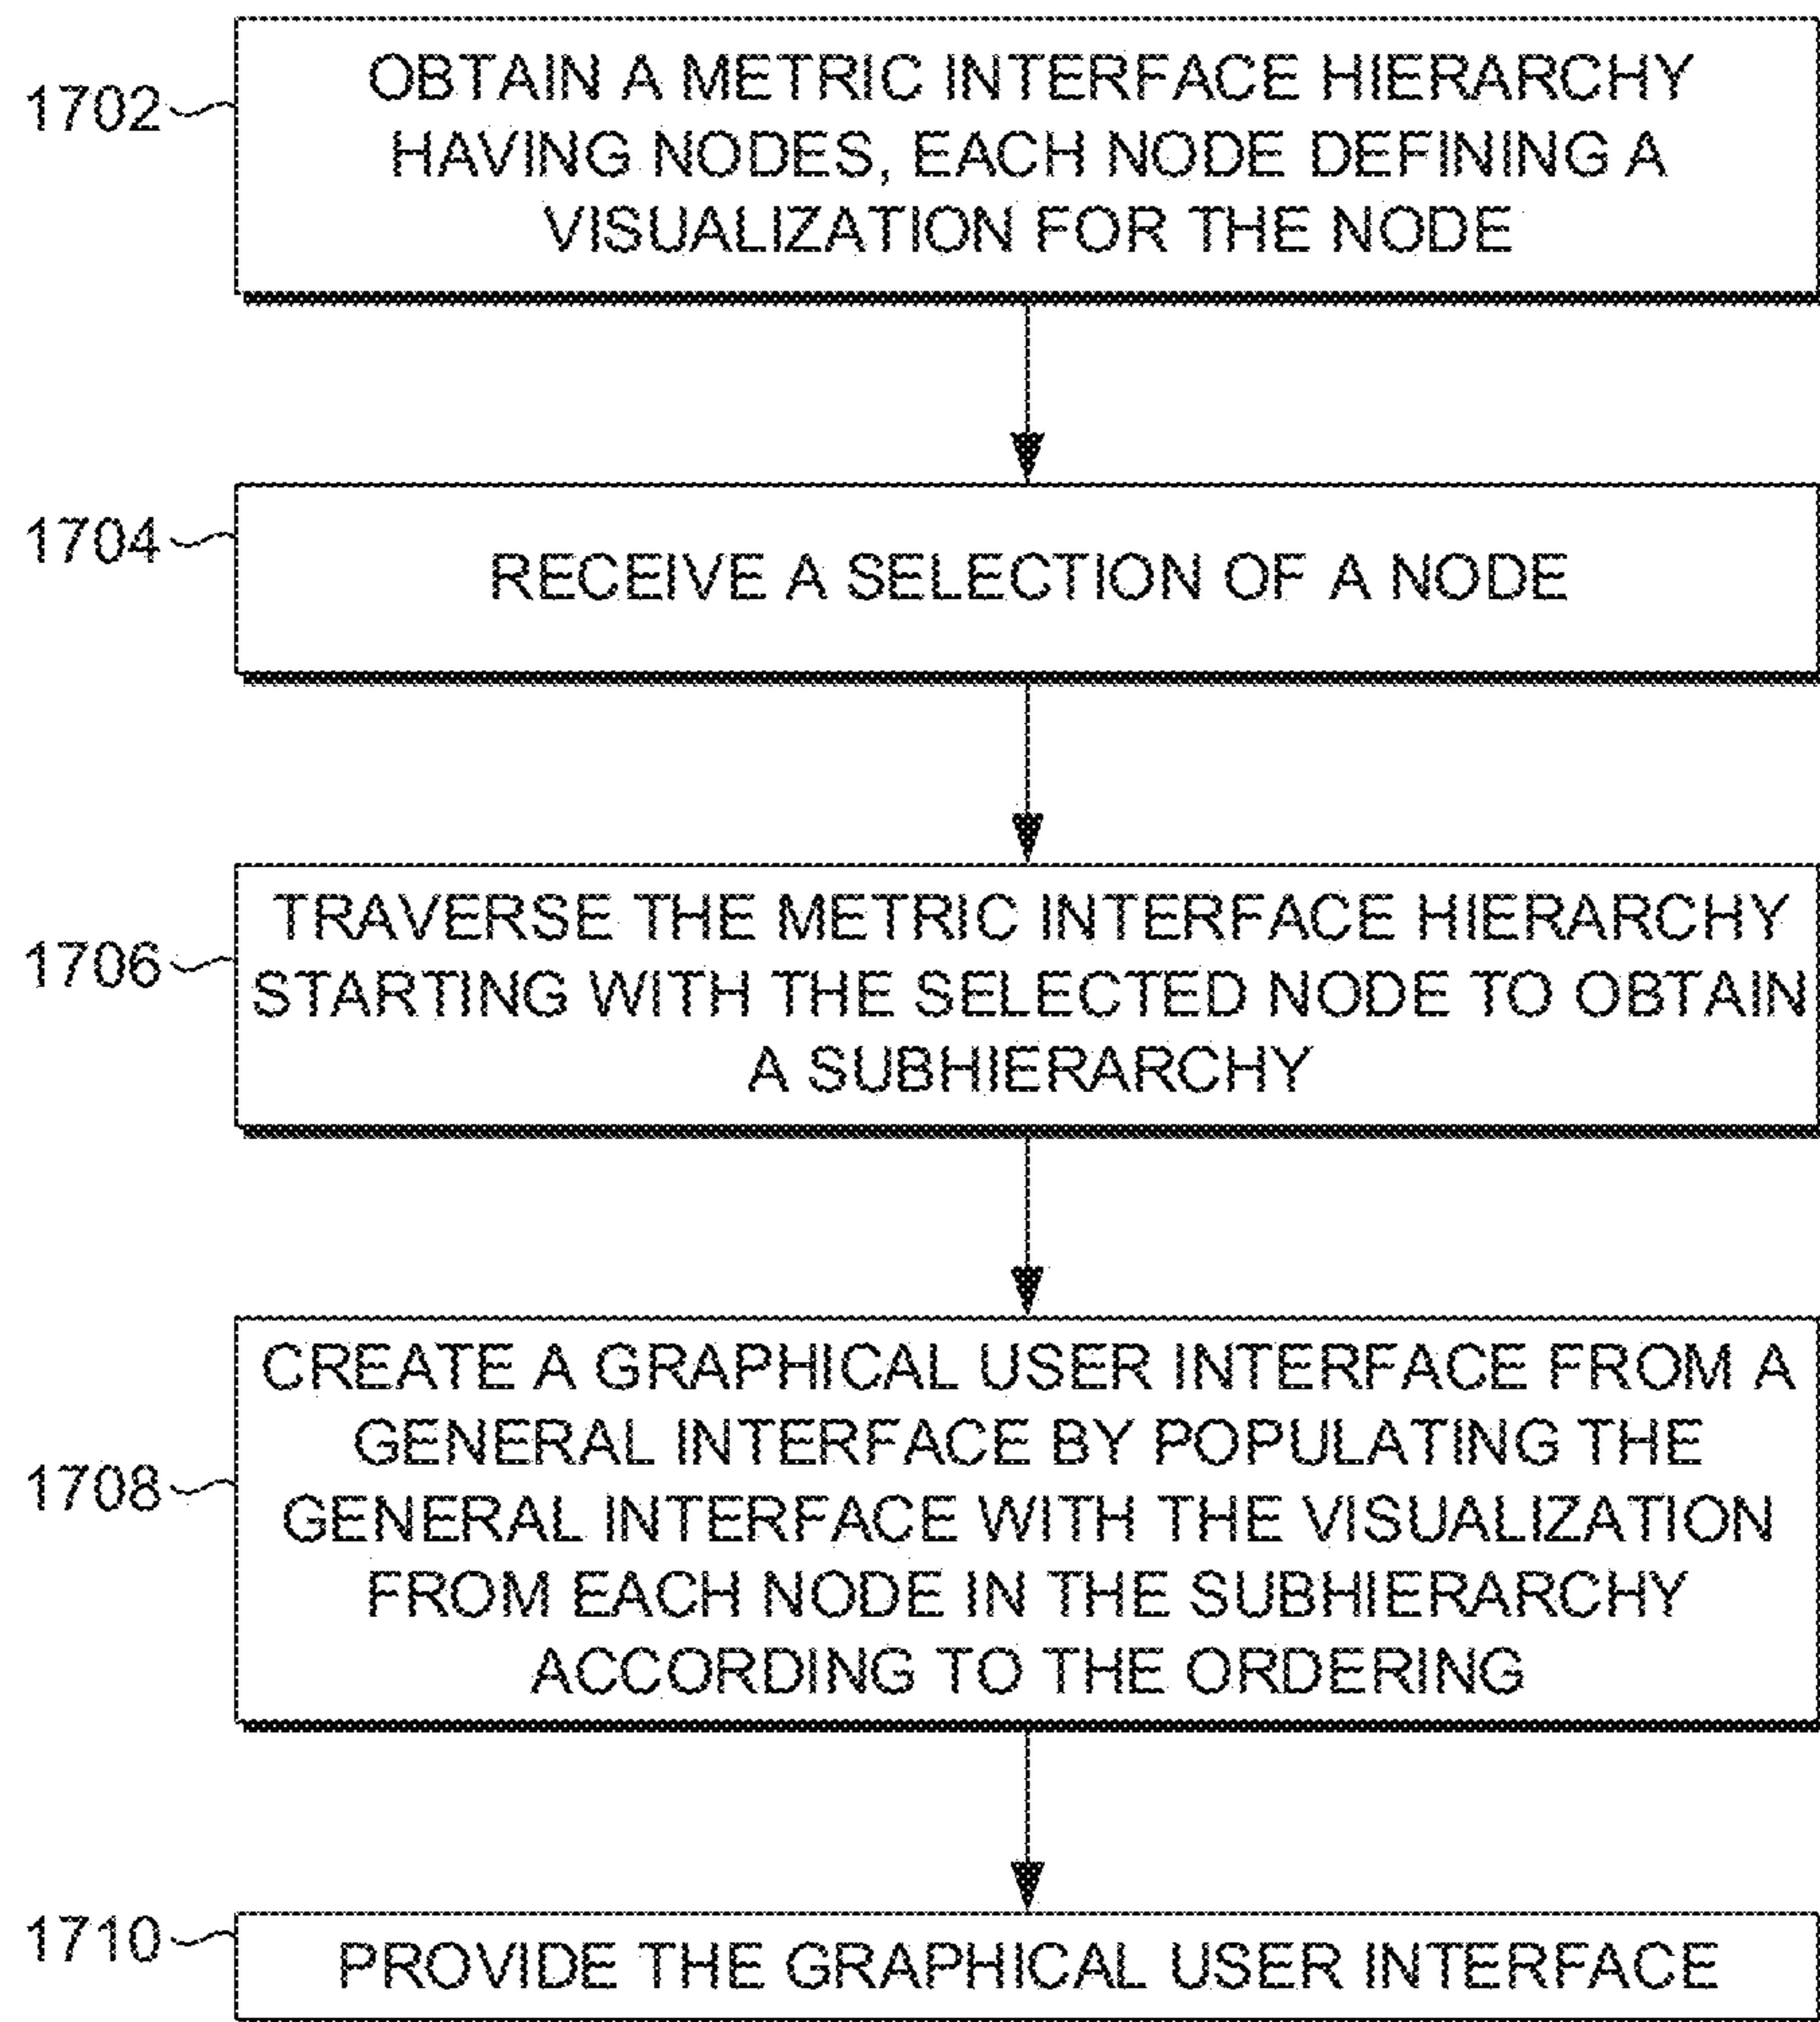 1702
OBTAIN A METRIC INTERFACE HIERARCHY
HAVING NODES, EACH NODE DEFINING A
VISUALIZATION FOR THE NODE
1704
RECEIVE A SELECTION OF A NODE
1706
TRAVERSE THE METRIC INTERFACE HIERARCHY
STARTING WITH THE SELECTED NODE TO OBTAIN
A SUBHIERARCHY
1708
CREATE A GRAPHICAL USER INTERFACE FROM A
GENERAL INTERFACE BY POPULATING THE
GENERAL INTERFACE WITH THE VISUALIZATION
FROM EACH NODE IN THE SUBHIERARCHY
ACCORDING TO THE ORDERING
1710
PROVIDE THE GRAPHICAL USER INTERFACE